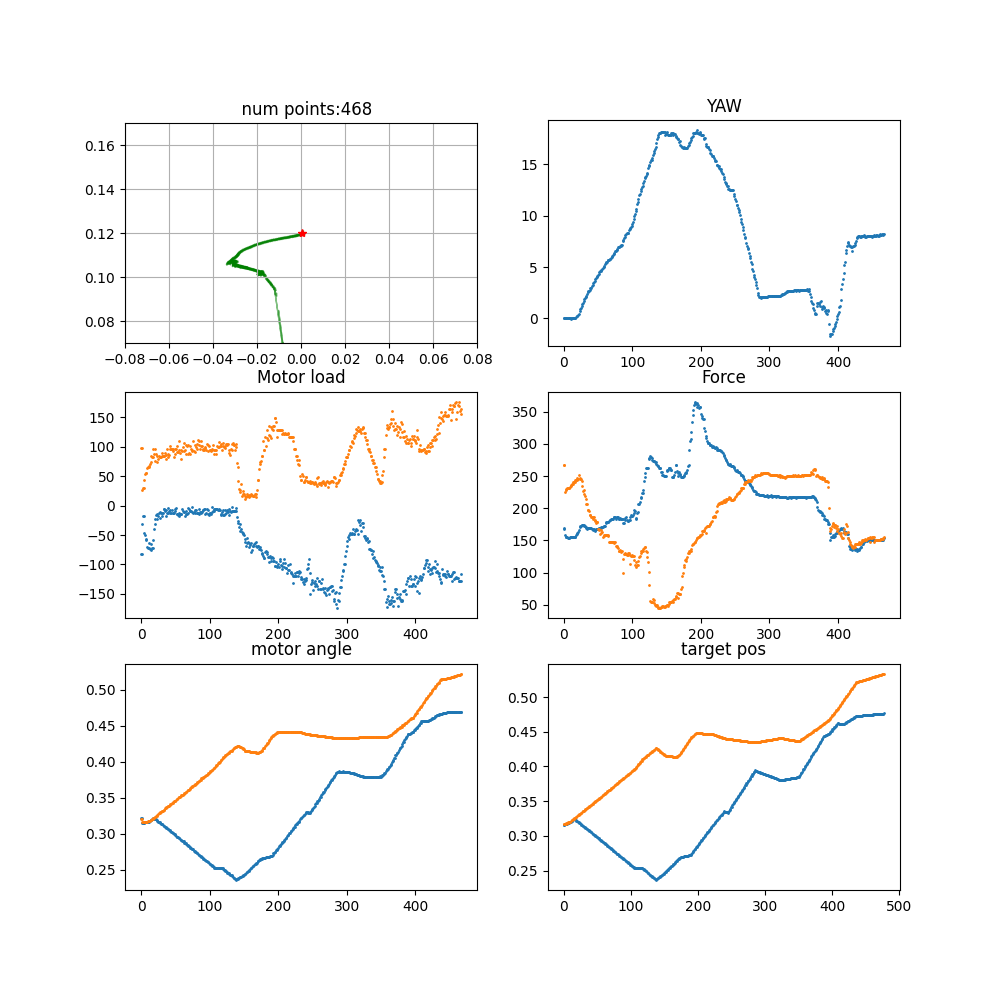 num points:468
0.16
0.14
0.12
0.10
0.08
−0.08 −0.06 −0.04 −0.02 0.00 0.02 0.04 0.06 0.08
YAW
15
10
5
0
0 100 200 300 400
Motor load
150
100
50
0
−50
−100
−150
0 100 200 300 400
Force
350
300
250
200
150
100
50
0 100 200 300 400
motor angle
0.50
0.45
0.40
0.35
0.30
0.25
0 100 200 300 400
target pos
0.50
0.45
0.40
0.35
0.30
0.25
0 100 200 300 400 500